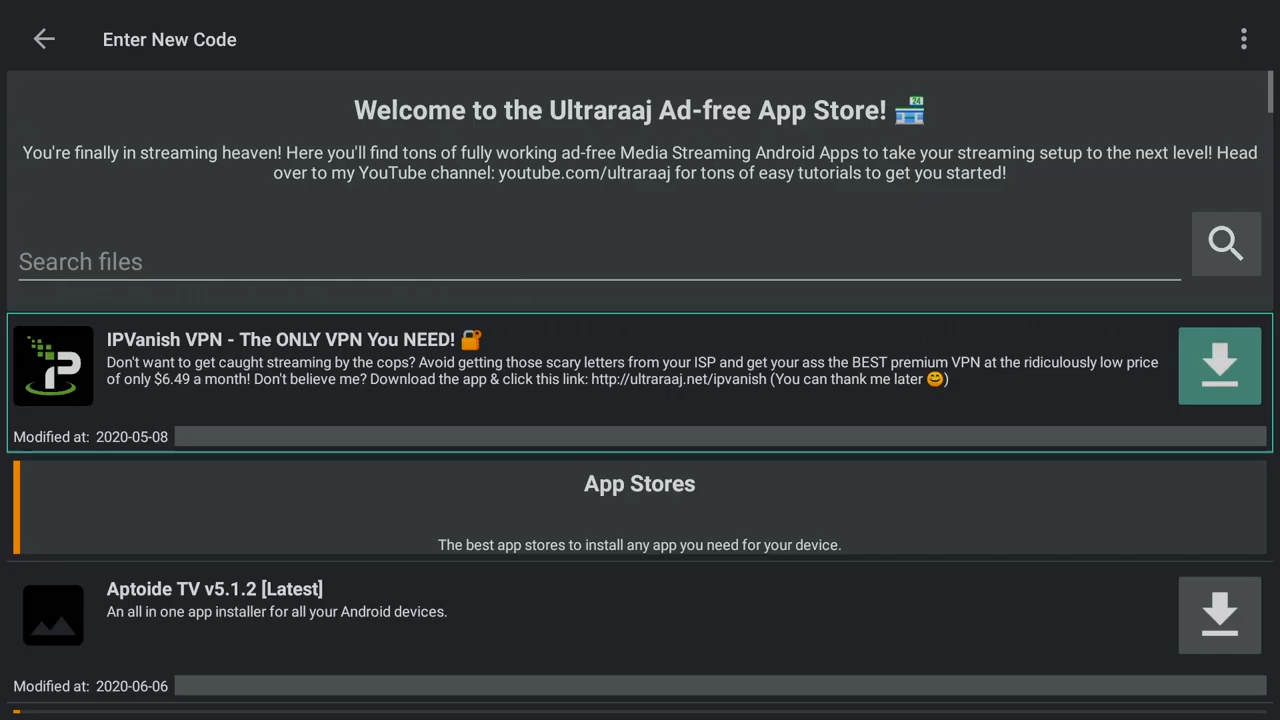 Enter New Code
Welcome to the Ultraraaj Ad-free App Store! 🏪
You're finally in streaming heaven! Here you'll find tons of fully working ad-free Media Streaming Android Apps to take your streaming setup to the next level! Head
over to my YouTube channel: youtube.com/ultraraaj for tons of easy tutorials to get you started!
Search files
IPVanish VPN - The ONLY VPN You NEED! 🔐
Don't want to get caught streaming by the cops? Avoid getting those scary letters from your ISP and get your ass the BEST premium VPN at the ridiculously low price
of only $6.49 a month! Don't believe me? Download the app & click this link: http://ultraraaj.net/ipvanish (You can thank me later 😊)
Modified at: 2020-05-08
App Stores
The best app stores to install any app you need for your device.
Aptoide TV v5.1.2 [Latest]
An all in one app installer for all your Android devices.
Modified at: 2020-06-06